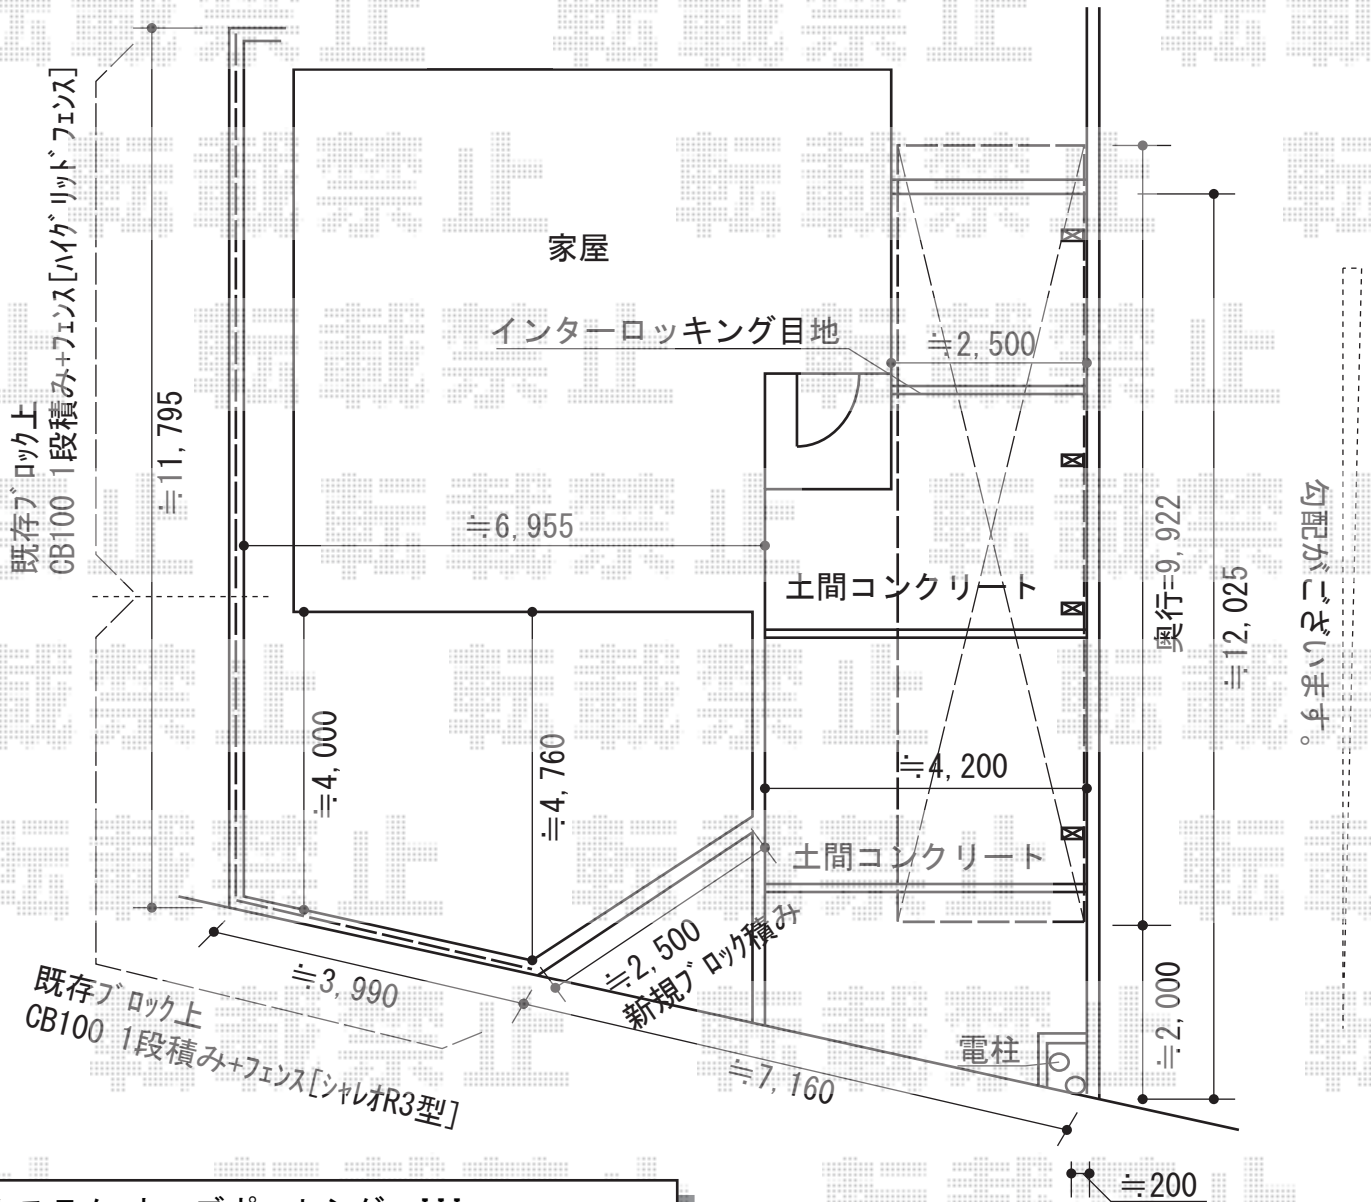 既存ブロック上
CB100 1段積み+フェンス[ハイグリッドフェンス]
≒11,795
家屋
インターロッキング目地
≒2,500
≒6,955
土間コンクリート
奥行=9,922
≒12,025
勾配がございます。
≒4,000
≒4,760
≒4,200
土間コンクリート
≒2,500
新規ブロック積み
≒3,990
既存ブロック上
CB100 1段積み+フェンス[シャレオR3型]
電柱
≒2,000
≒7,160
≒200
転載禁止